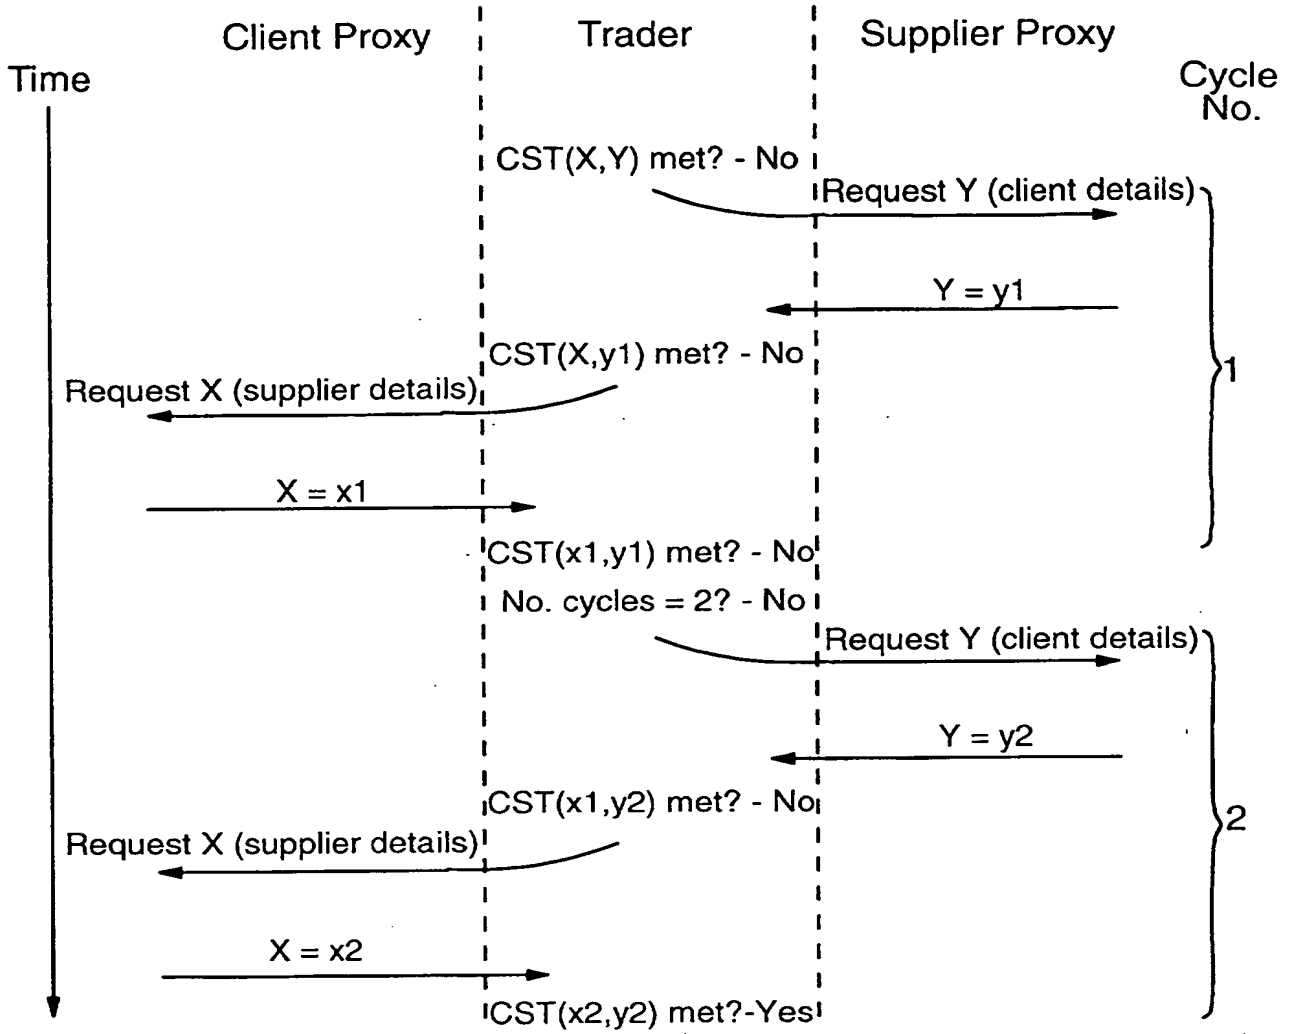 Client Proxy
Trader
Supplier Proxy
Time
Cycle
No.
CST(X,Y) met? - No
Request Y (client details)
Y = y1
CST(X,y1) met? - No
1
Request X (supplier details)
X = x1
CST(x1,y1) met? - No
No. cycles = 2? - No
Request Y (client details)
Y = y2
CST(x1,y2) met? - No
2
Request X (supplier details)
X = x2
CST(x2,y2) met?-Yes